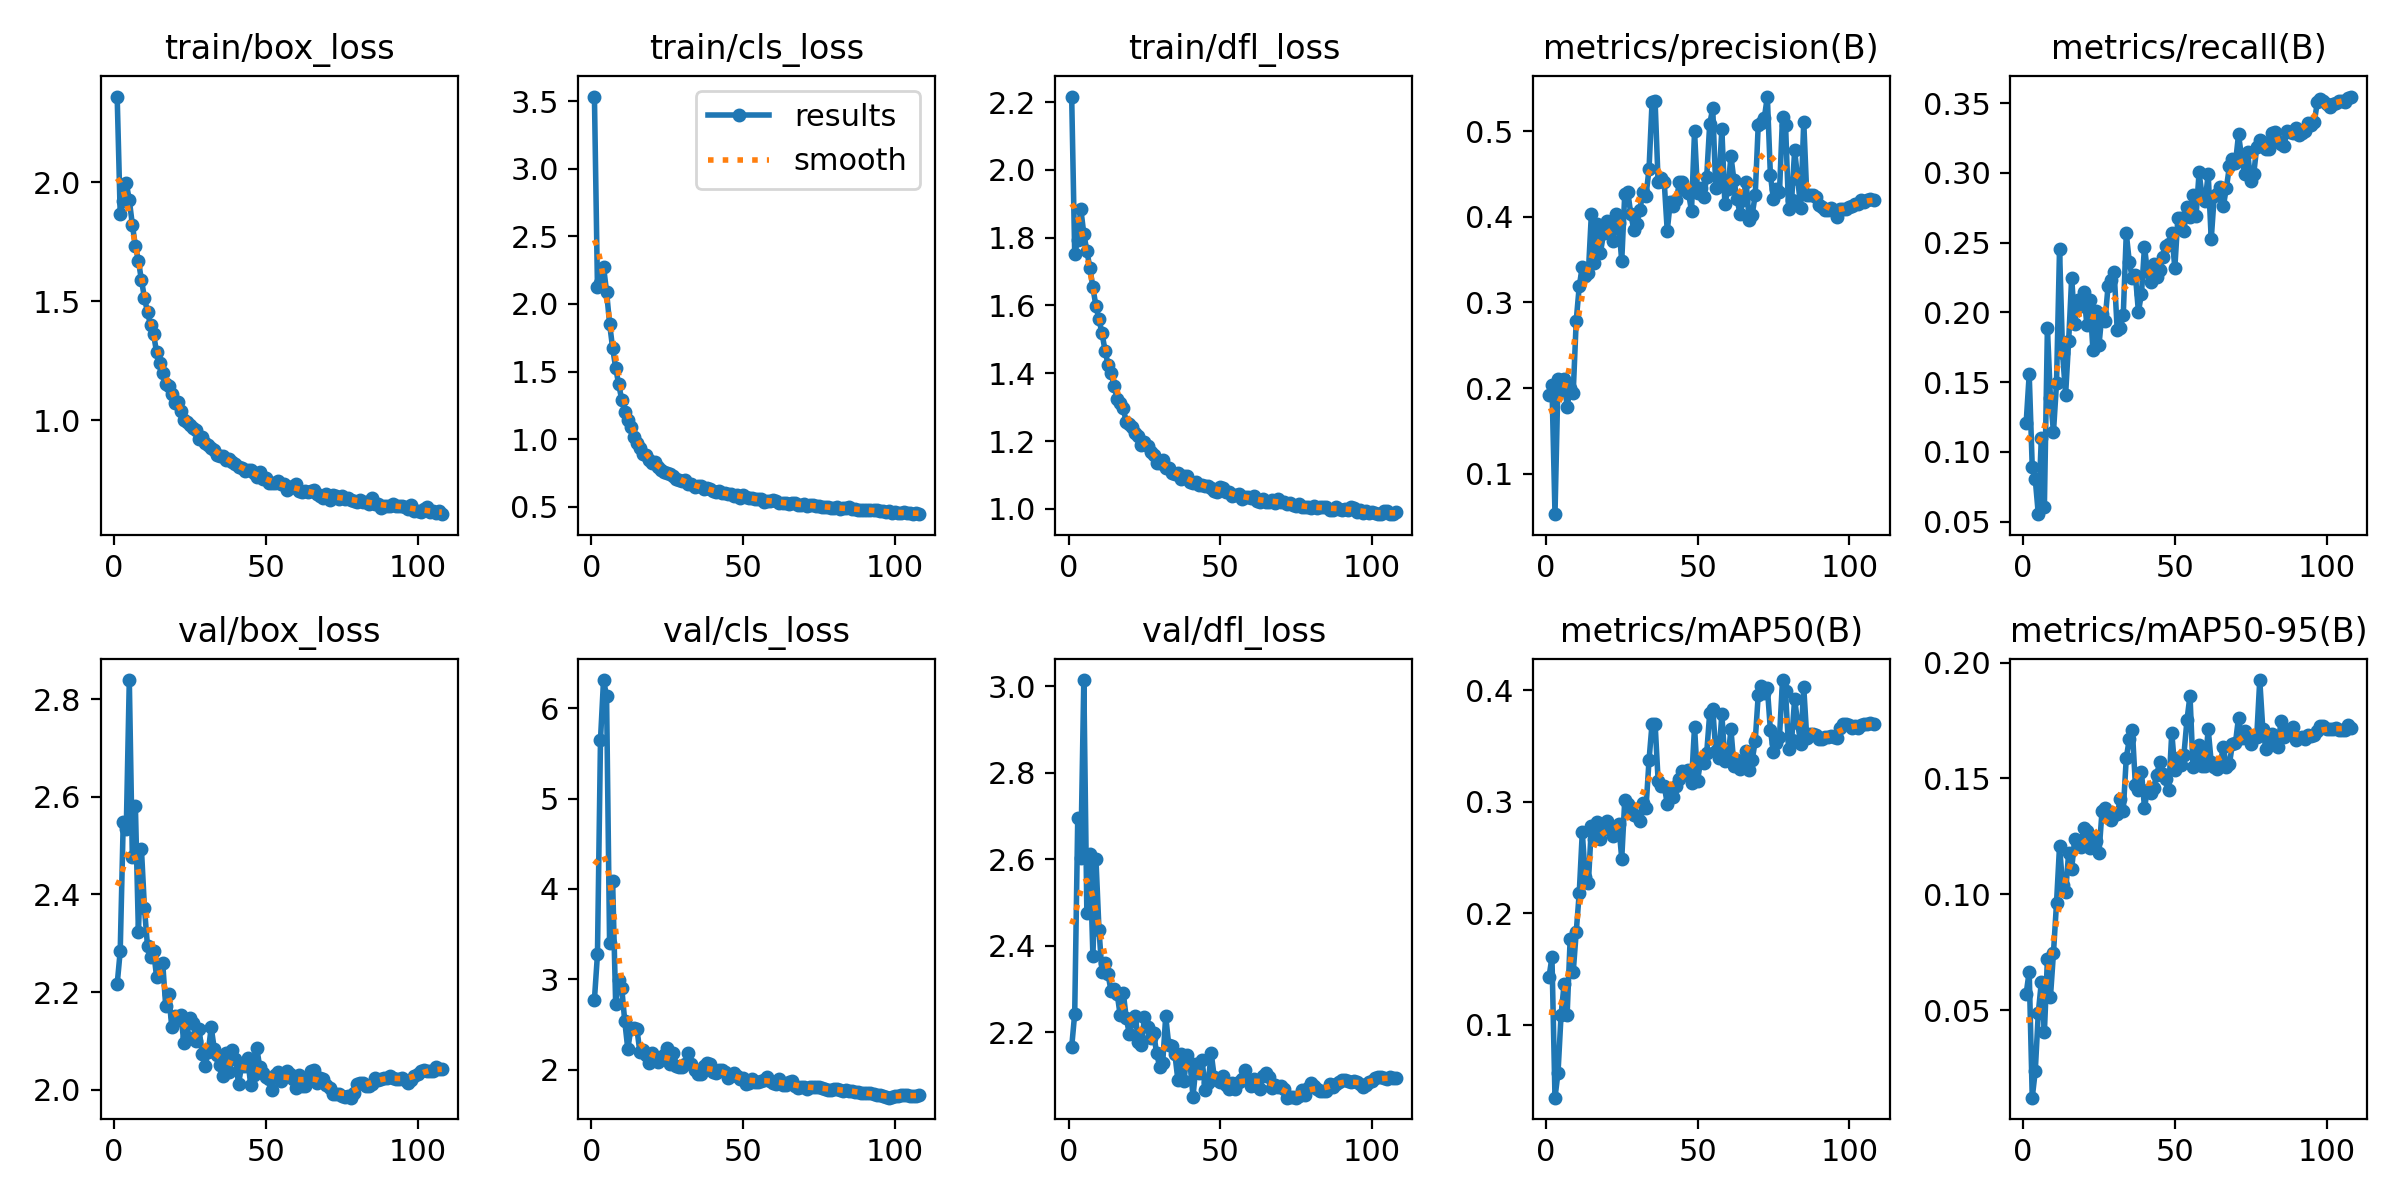 train/box_loss
2.0
1.5
1.0
0 50 100
train/cls_loss
results
smooth
3.5
3.0
2.5
2.0
1.5
1.0
0.5
0 50 100
train/dfl_loss
2.2
2.0
1.8
1.6
1.4
1.2
1.0
0 50 100
metrics/precision(B)
0.5
0.4
0.3
0.2
0.1
0 50 100
metrics/recall(B)
0.35
0.30
0.25
0.20
0.15
0.10
0.05
0 50 100
val/box_loss
2.8
2.6
2.4
2.2
2.0
0 50 100
val/cls_loss
6
5
4
3
2
0 50 100
val/dfl_loss
3.0
2.8
2.6
2.4
2.2
0 50 100
metrics/mAP50(B)
0.4
0.3
0.2
0.1
0 50 100
metrics/mAP50-95(B)
0.20
0.15
0.10
0.05
0 50 100